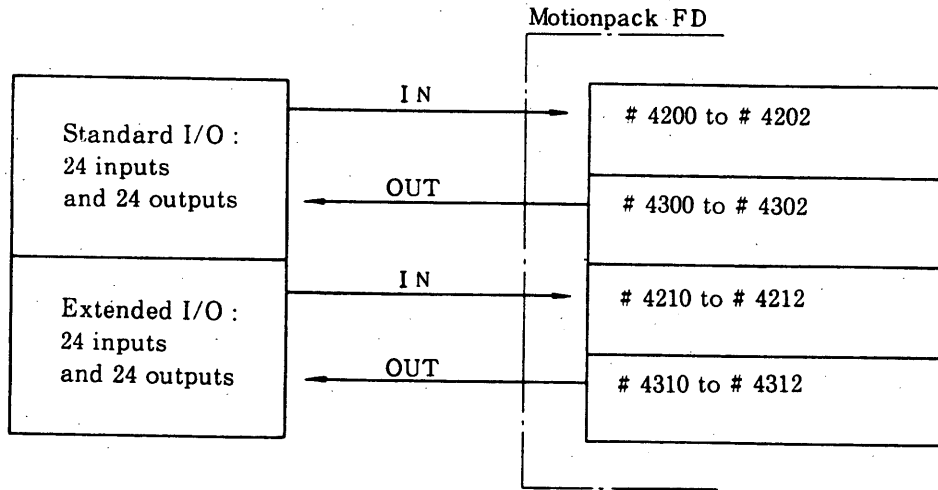 Motionpack FD
Standard I/O :
24 inputs
and 24 outputs
IN
OUT
# 4200 to # 4202
# 4300 to # 4302
Extended I/O :
24 inputs
and 24 outputs
IN
OUT
# 4210 to # 4212
# 4310 to # 4312